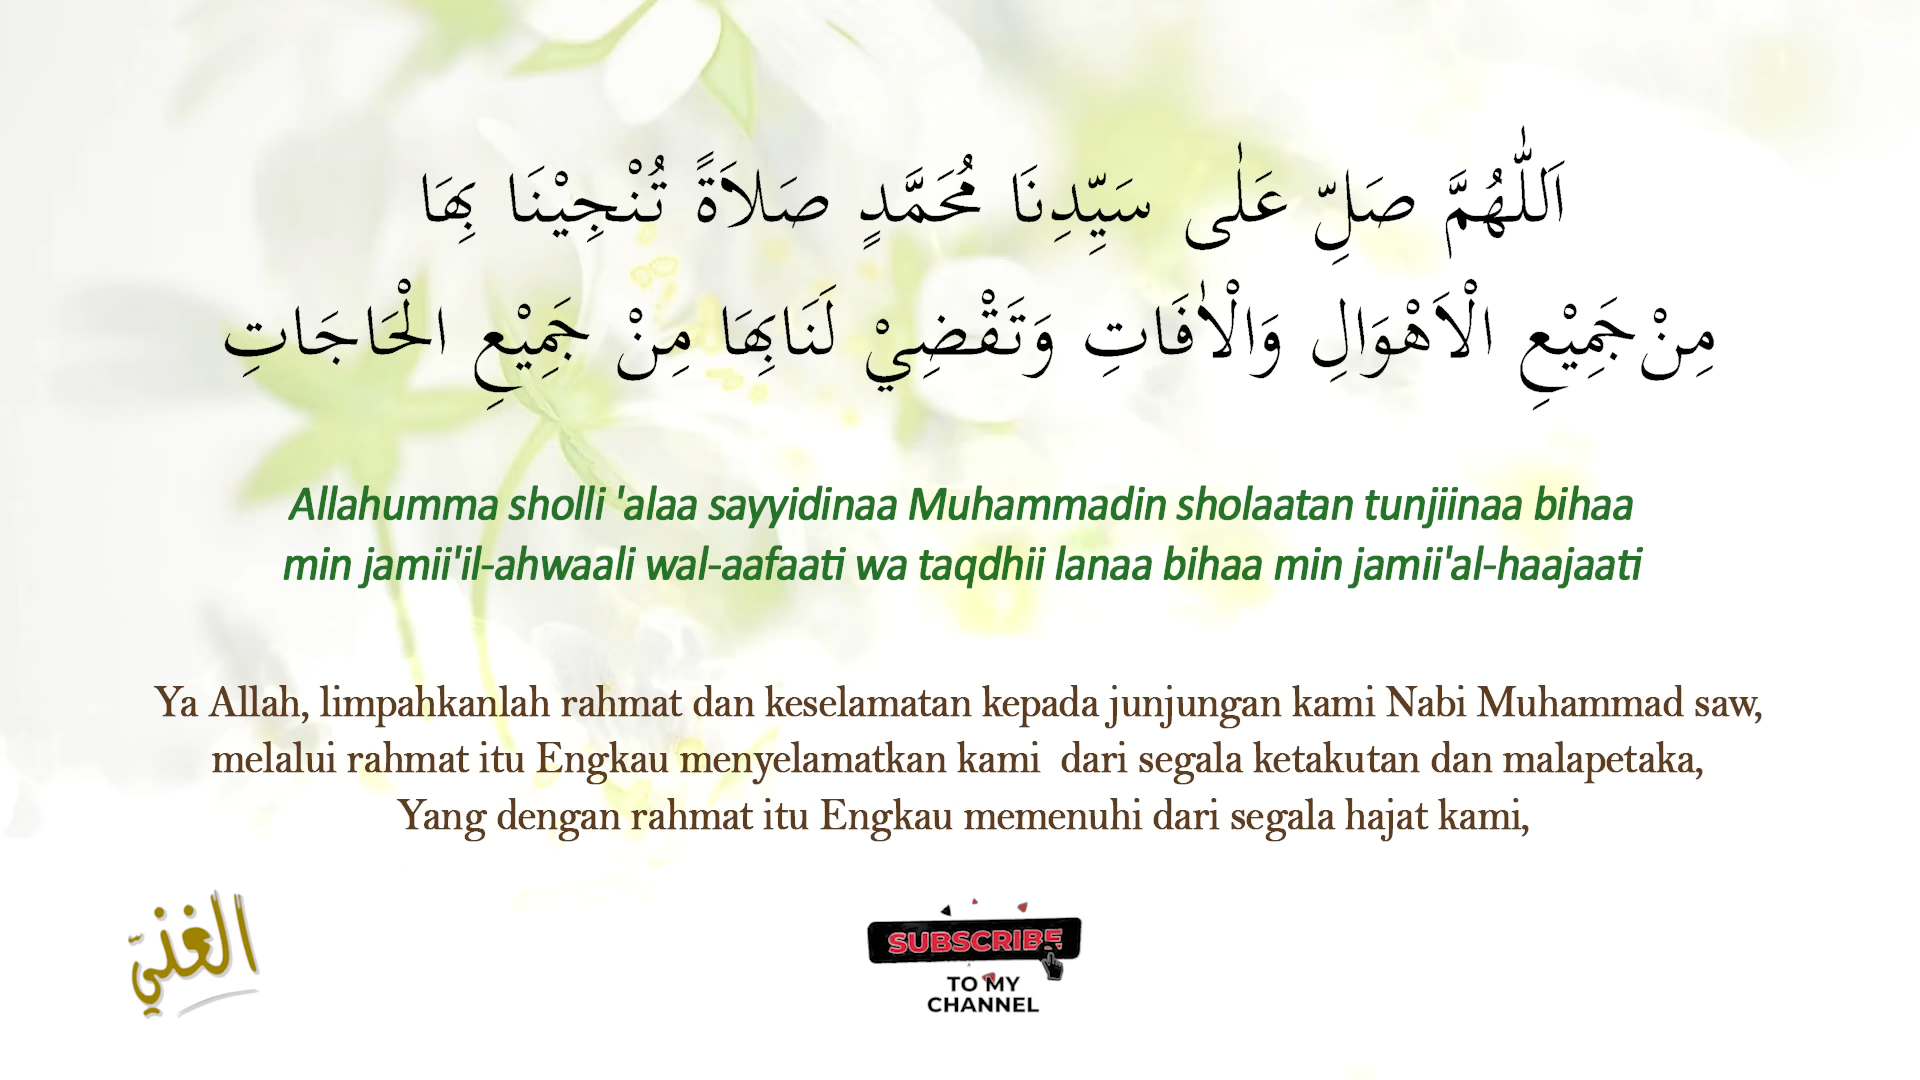 اَللّٰهُمَّ صَلِّ عَلٰى سَيِّدِنَا مُحَمَّدٍ صَلاَةً تُنْجِيْنَا بِهَا
مِنْ جَمِيْعِ الْاَهْوَالِ وَالْاٰفَاتِ وَتَقْضِيْ لَنَابِهَا مِنْ جَمِيْعِ الْحَاجَاتِ
Allahumma sholli 'alaa sayyidinaa Muhammadin sholaatan tunjiinaa bihaa
min jamii'il-ahwaali wal-aafaati wa taqdhii lanaa bihaa min jamii'al-haajaati
Ya Allah, limpahkanlah rahmat dan keselamatan kepada junjungan kami Nabi Muhammad saw,
melalui rahmat itu Engkau menyelamatkan kami  dari segala ketakutan dan malapetaka,
Yang dengan rahmat itu Engkau memenuhi dari segala hajat kami,
الغنيّ
SUBSCRIBE
TO MY
CHANNEL